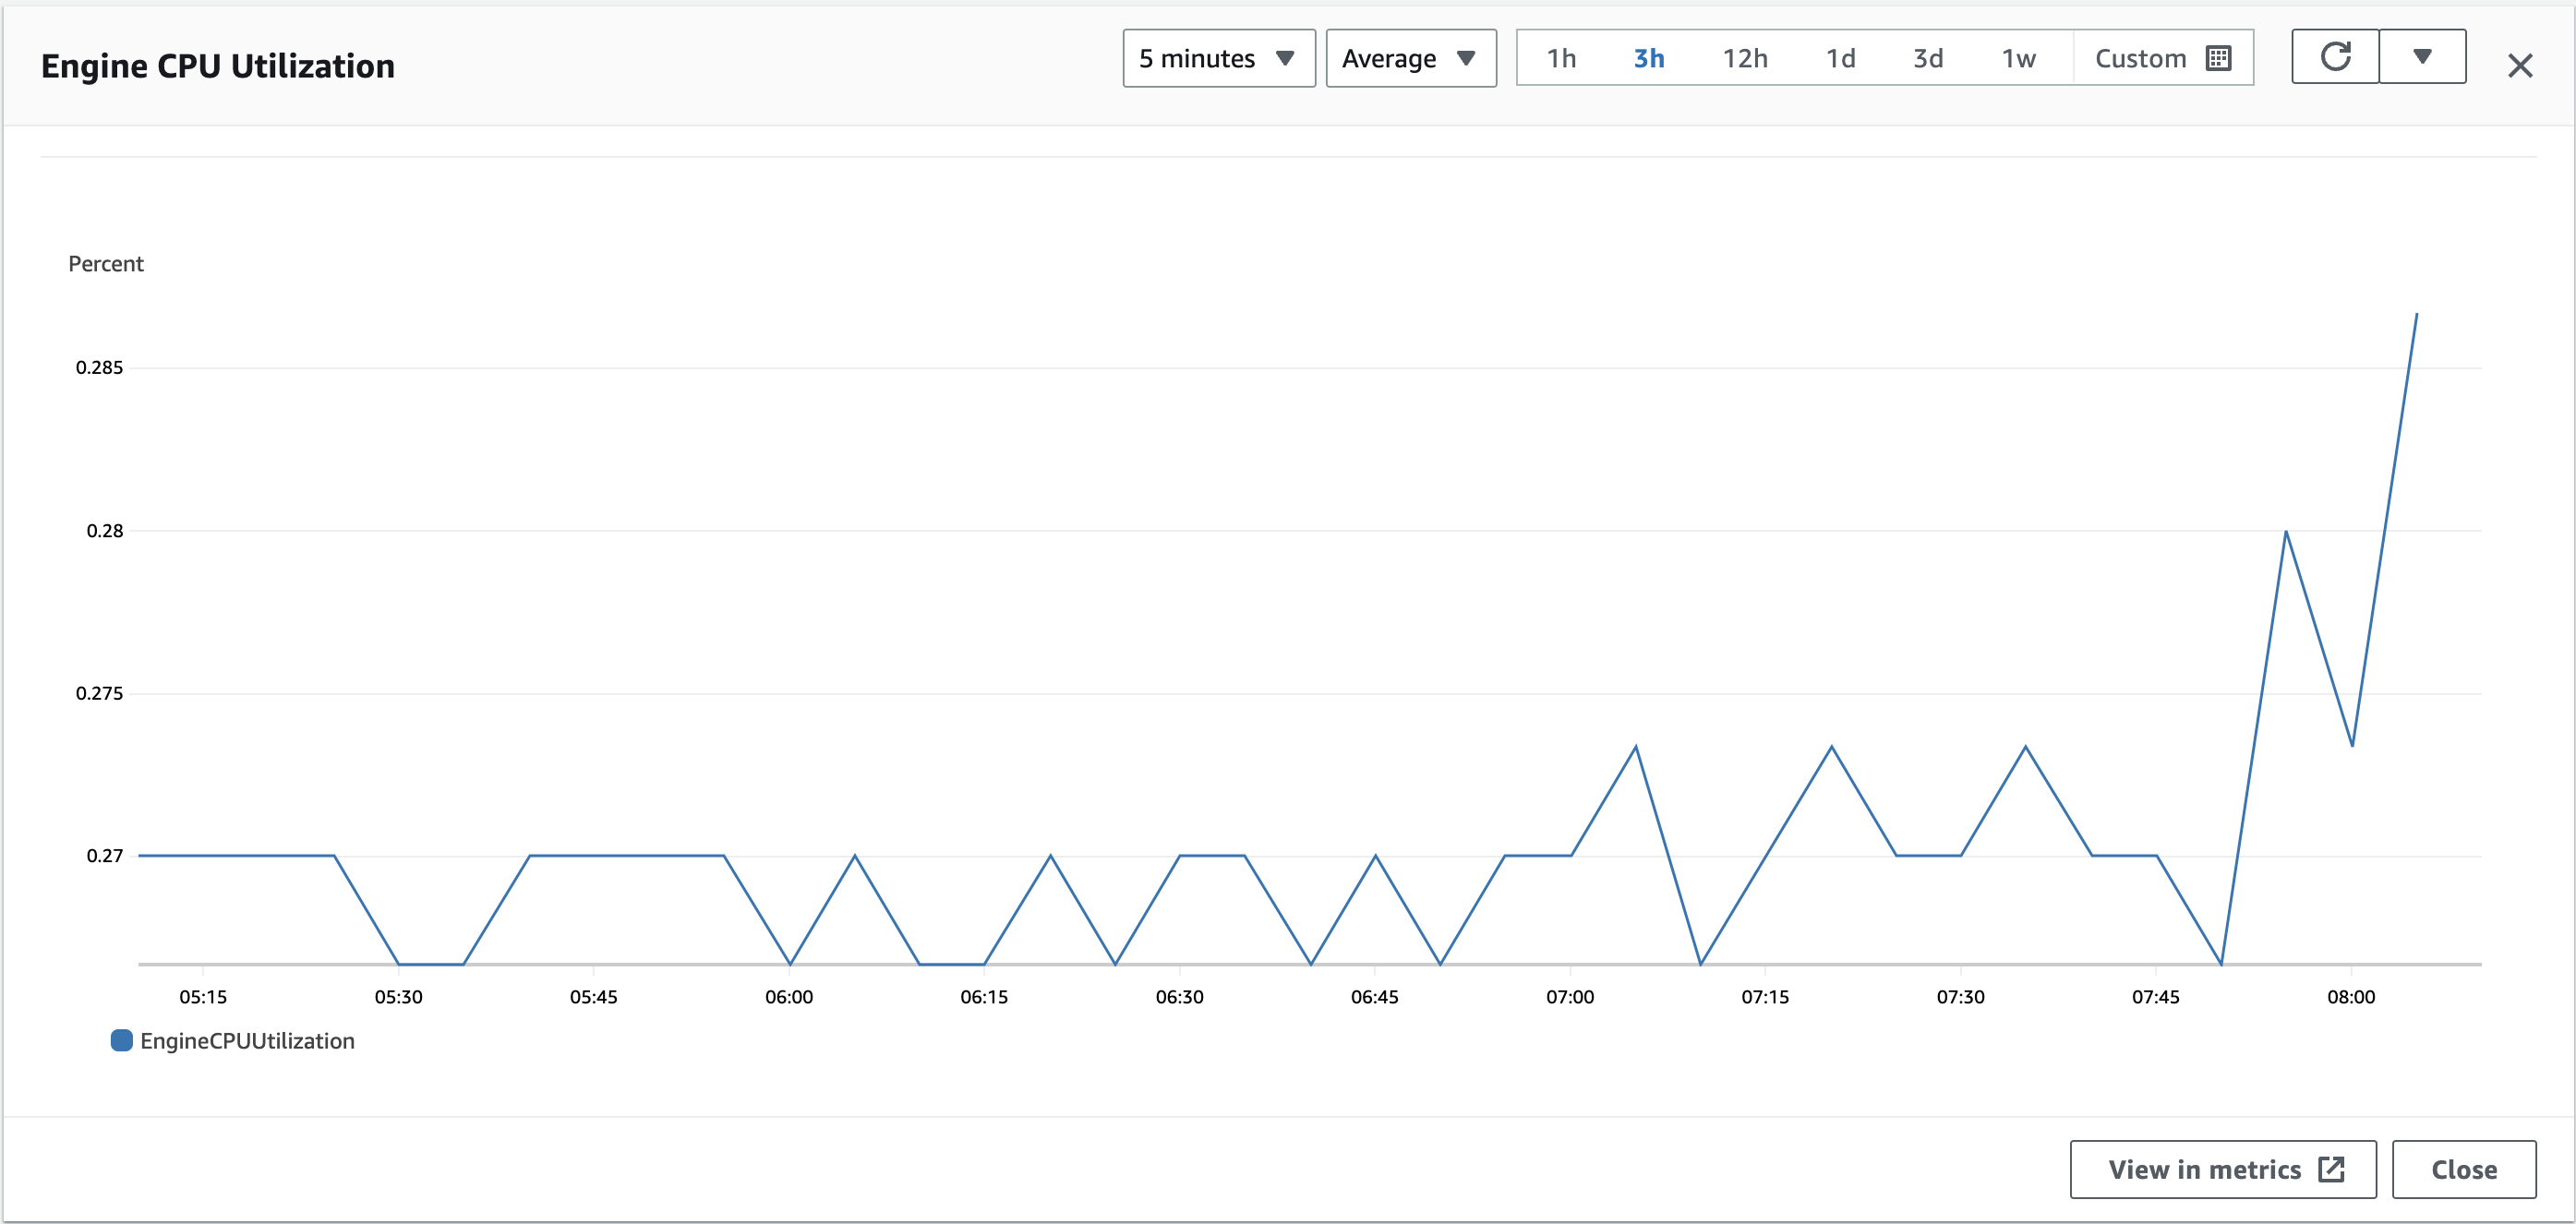 Engine CPU Utilization
5 minutes Average 1h 3h 12h 1d 3d 1w Custom
Percent
0.285
0.28
0.275
0.27
05:15 05:30 05:45 06:00 06:15 06:30 06:45 07:00 07:15 07:30 07:45 08:00
EngineCPUUtilization
View in metrics Close